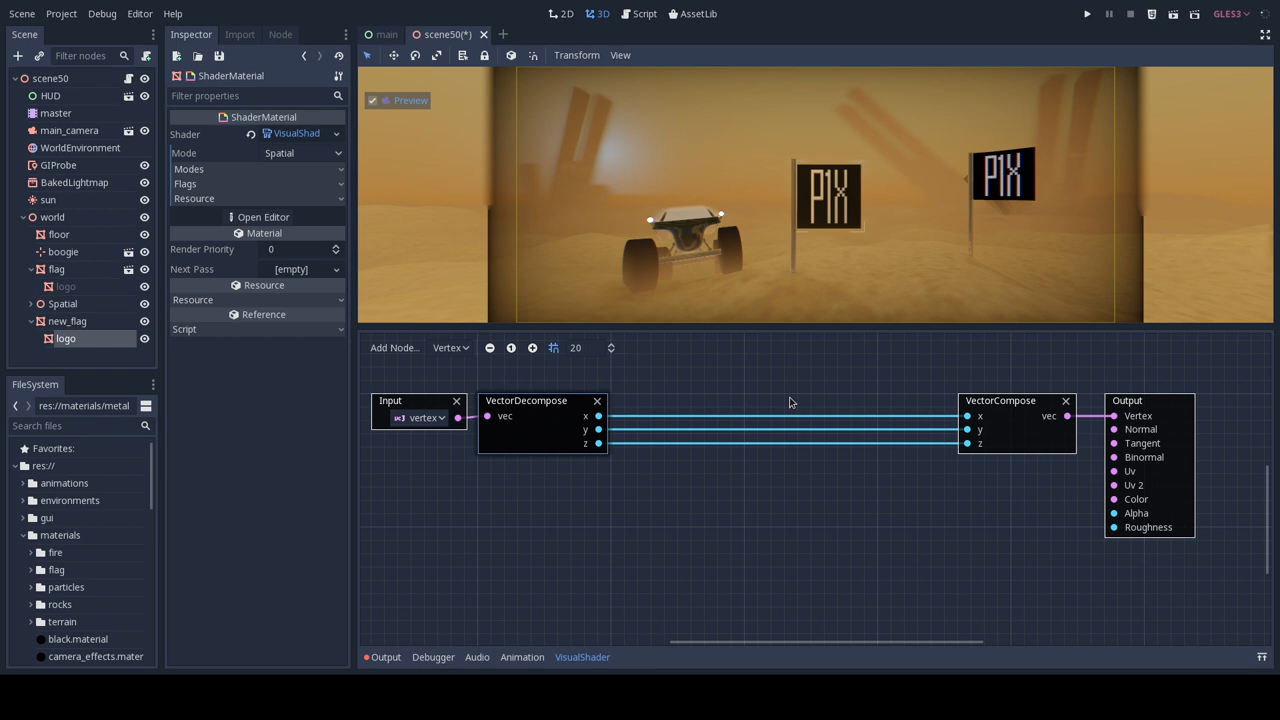 Scene Project Debug Editor Help
2D 3D Script AssetLib
GLES3
Scene
Inspector Import Node
main scene50(*)
Filter nodes
Transform View
scene50
ShaderMaterial
HUD
Filter properties
Preview
master
ShaderMaterial
main_camera
Shader VisualShad
WorldEnvironment
Mode Spatial
GIProbe
Modes
BakedLightmap
Flags
sun
Resource
world
Open Editor
floor
Material
boogie
Render Priority 0
flag
Next Pass [empty]
logo
Resource
Spatial
Resource
new_flag
Reference
logo
Script
P1X
P1X
Add Node... Vertex 1 20
FileSystem
res://materials/metal
Search files
Favorites:
res://
animations
environments
gui
materials
fire
flag
particles
rocks
terrain
black.material
camera_effects.mater
Input
vertex
VectorDecompose
vec x
y
z
VectorCompose
x vec
y
z
Output
Vertex
Normal
Tangent
Binormal
Uv
Uv 2
Color
Alpha
Roughness
Output Debugger Audio Animation VisualShader